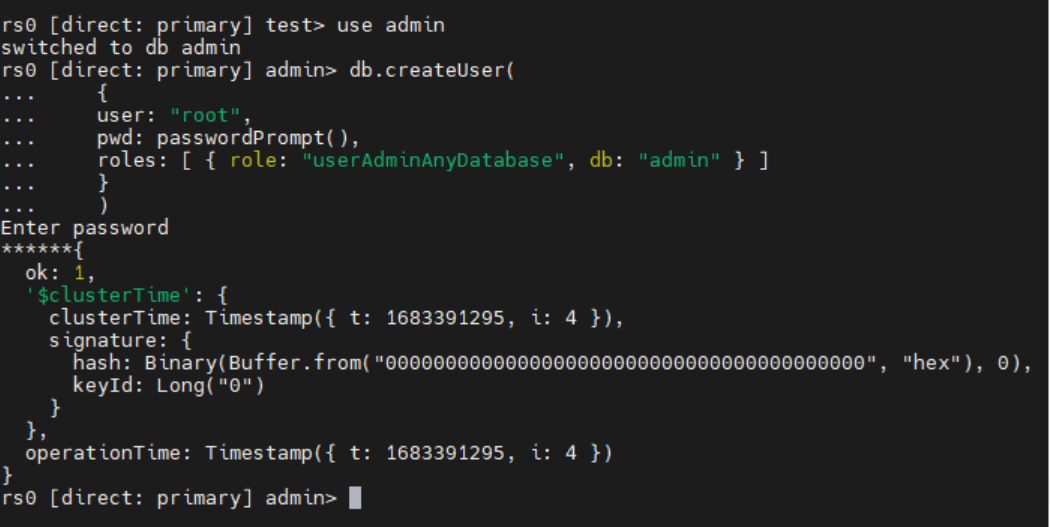 rs0 [direct: primary] test> use admin
switched to db admin
rs0 [direct: primary] admin> db.createUser(
...     {
...     user: "root",
...     pwd: passwordPrompt(),
...     roles: [ { role: "userAdminAnyDatabase", db: "admin" } ]
...     }
...     )
Enter password
******{
  ok: 1,
  '$clusterTime': {
    clusterTime: Timestamp({ t: 1683391295, i: 4 }),
    signature: {
      hash: Binary(Buffer.from("0000000000000000000000000000000000000000", "hex"), 0),
      keyId: Long("0")
    }
  },
  operationTime: Timestamp({ t: 1683391295, i: 4 })
}
rs0 [direct: primary] admin>